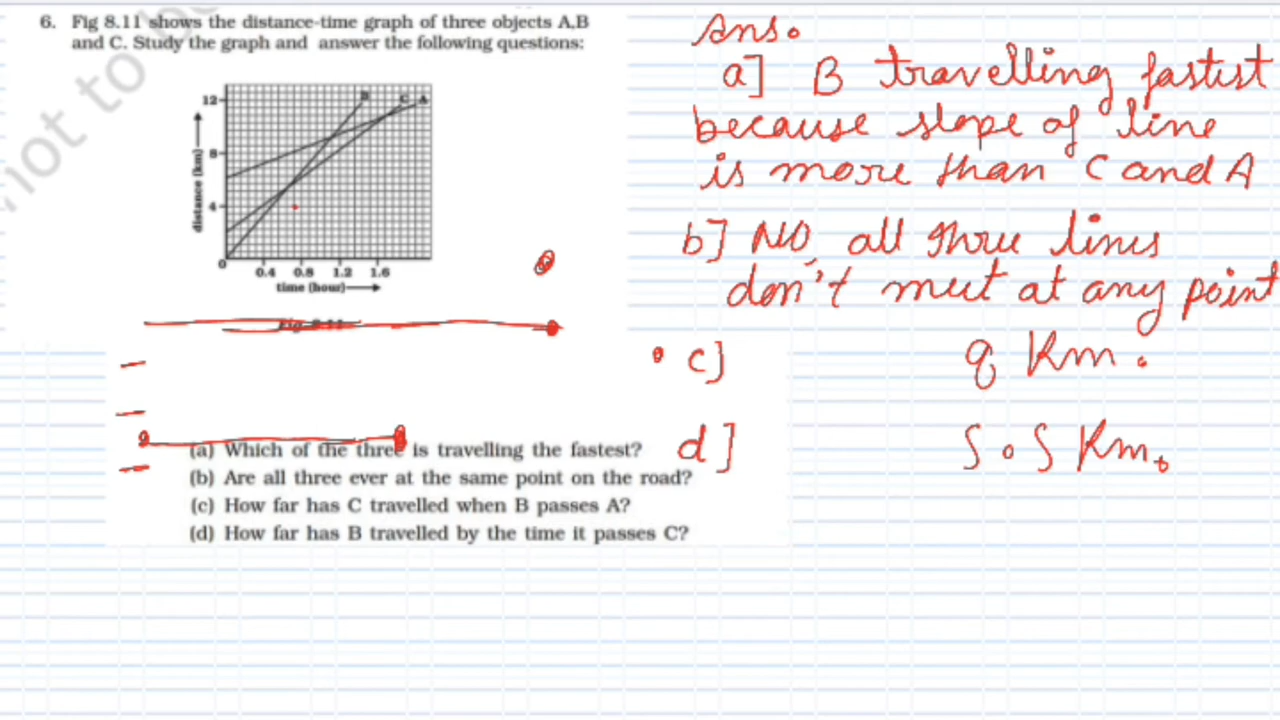 6. Fig 8.11 shows the distance-time graph of three objects A,B
and C. Study the graph and answer the following questions:
not to be
12
8
4
0
distance (km)
B
C
A
0.4 0.8 1.2 1.6
time (hour)
(a) Which of the three is travelling the fastest?
(b) Are all three ever at the same point on the road?
(c) How far has C travelled when B passes A?
(d) How far has B travelled by the time it passes C?
Ans.
a] B travelling fastest
because slope of line
is more than C and A
b] NO, all three lines
don't meet at any point
c] 9 Km.
d] 5.5 Km.